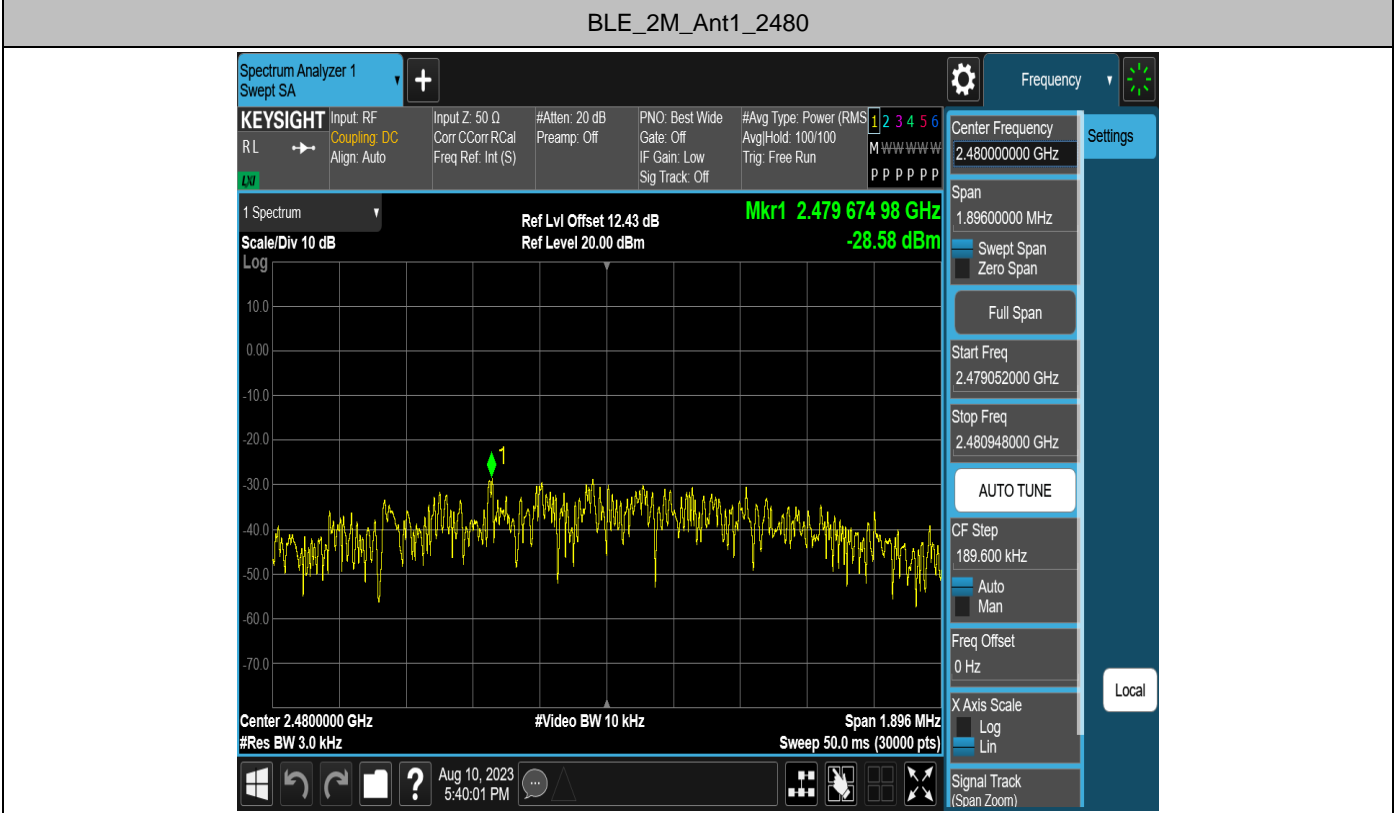 BLE_2M_Ant1_2480
Spectrum Analyzer 1
Swept SA
+
Frequency
KEYSIGHT
RL
LXI
Input: RF
Coupling: DC
Align: Auto
Input Z: 50 Ω
Corr CCorr RCal
Freq Ref: Int (S)
#Atten: 20 dB
Preamp: Off
PNO: Best Wide
Gate: Off
IF Gain: Low
Sig Track: Off
#Avg Type: Power (RMS
Avg|Hold: 100/100
Trig: Free Run
1 2 3 4 5 6
M W W W W W
P P P P P P
1 Spectrum
Scale/Div 10 dB
Log
Ref Lvl Offset 12.43 dB
Ref Level 20.00 dBm
Mkr1 2.479 674 98 GHz
-28.58 dBm
10.0
0.00
-10.0
-20.0
1
-30.0
-40.0
-50.0
-60.0
-70.0
Center 2.4800000 GHz
#Res BW 3.0 kHz
#Video BW 10 kHz
Span 1.896 MHz
Sweep 50.0 ms (30000 pts)
Center Frequency
2.480000000 GHz
Settings
Span
1.89600000 MHz
Swept Span
Zero Span
Full Span
Start Freq
2.479052000 GHz
Stop Freq
2.480948000 GHz
AUTO TUNE
CF Step
189.600 kHz
Auto
Man
Freq Offset
0 Hz
X Axis Scale
Log
Lin
Local
Signal Track
(Span Zoom)
?
Aug 10, 2023
5:40:01 PM